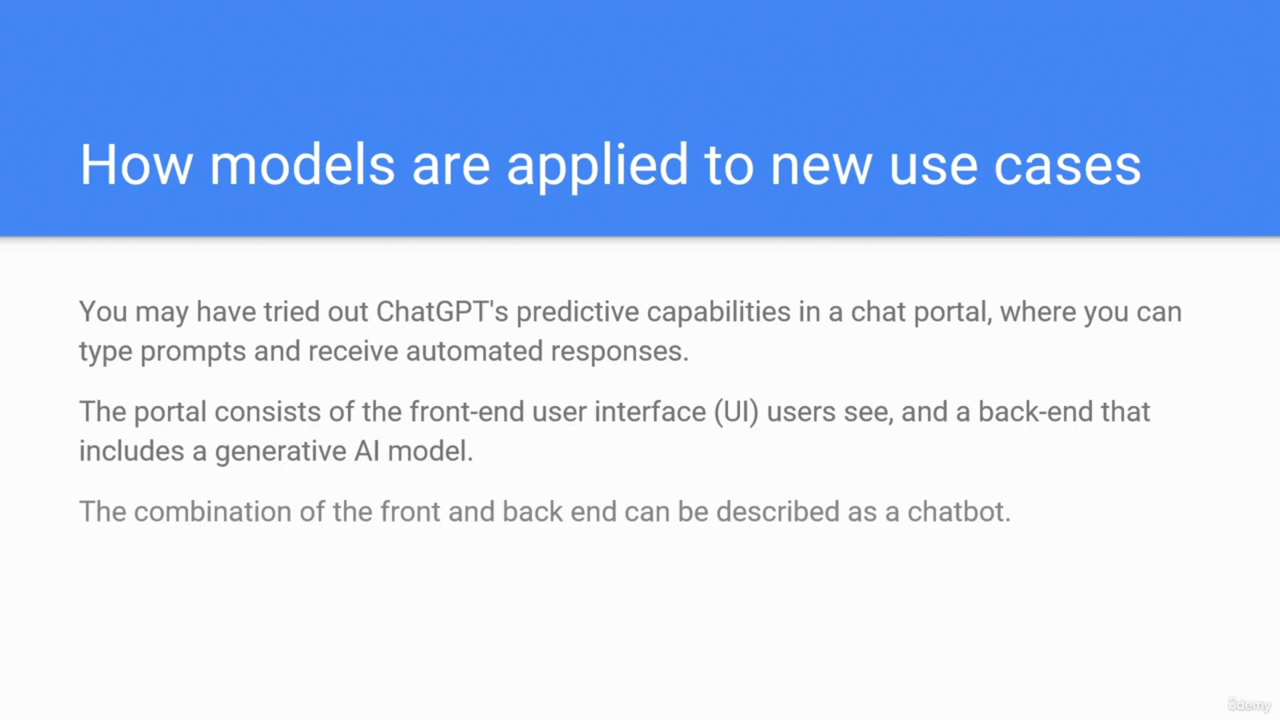 How models are applied to new use cases
You may have tried out ChatGPT's predictive capabilities in a chat portal, where you can
type prompts and receive automated responses.
The portal consists of the front-end user interface (UI) users see, and a back-end that
includes a generative AI model.
The combination of the front and back end can be described as a chatbot.
ûdemy